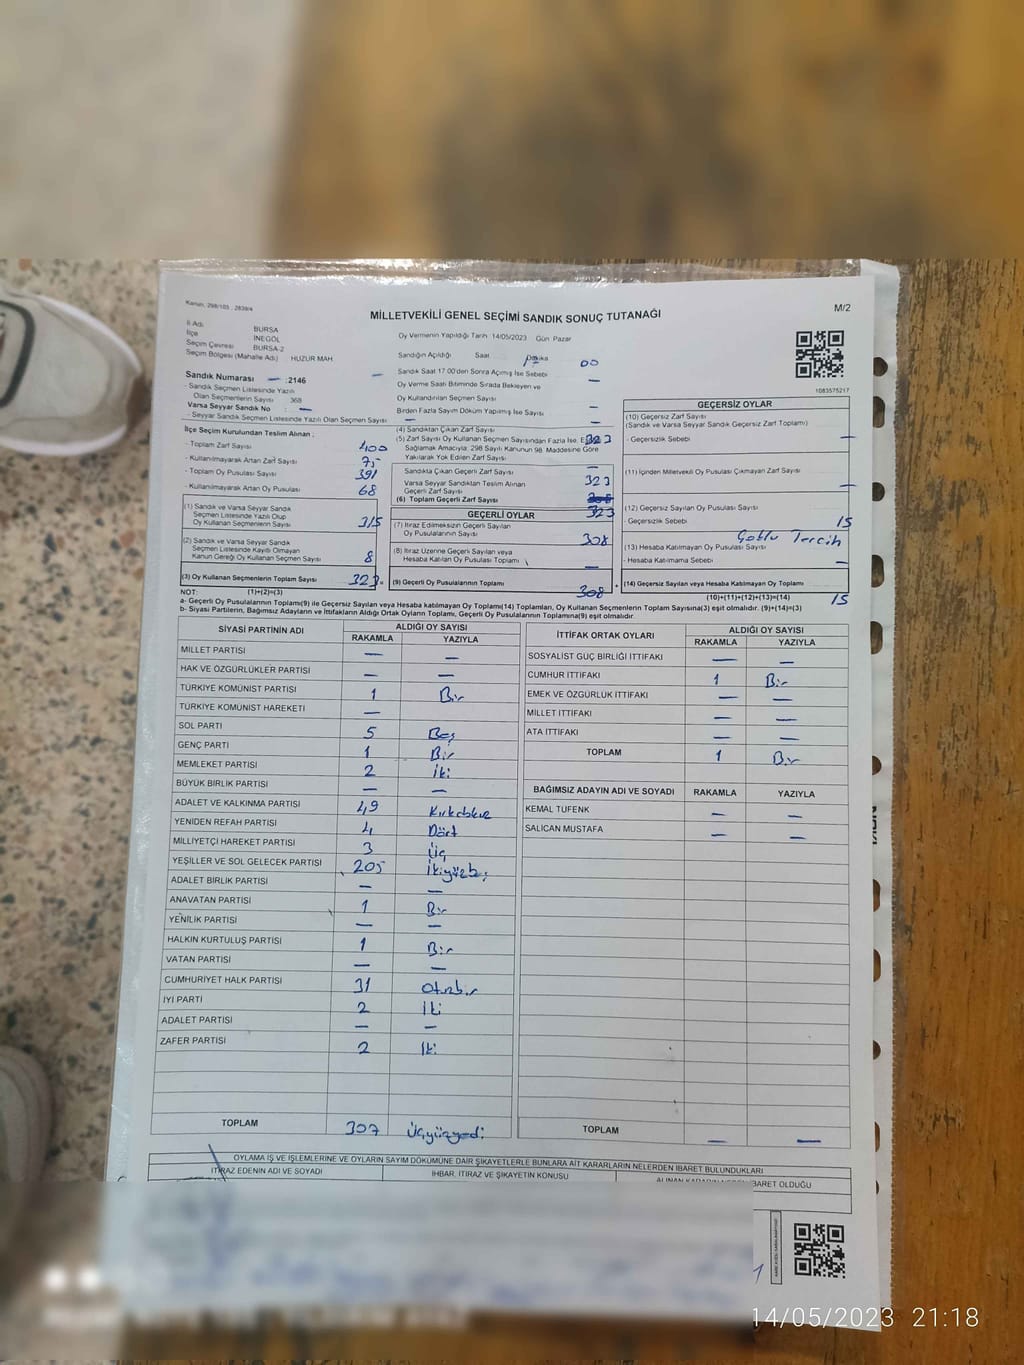 Kanun, 298/105 , 2839/4
M/2
MİLLETVEKİLİ GENEL SEÇİMİ SANDIK SONUÇ TUTANAĞI
İl Adı BURSA
İlçe İNEGÖL
Seçim Çevresi BURSA-2
Seçim Bölgesi (Mahalle Adı) HUZUR MAH.
Oy Vermenin Yapıldığı Tarih 14/05/2023 Gün Pazar
Sandığın Açıldığı Saat Dakika 00
Sandık Saat 17.00'den Sonra Açılmış İse Sebebi —
Oy Verme Saati Bitiminde Sırada Bekleyen ve
Oy Kullandırılan Seçmen Sayısı —
Birden Fazla Sayım Döküm Yapılmış İse Sayısı —
1083575217
Sandık Numarası — : 2146 —
- Sandık Seçmen Listesinde Yazılı
Olan Seçmenlerin Sayısı 368
Varsa Seyyar Sandık No : —
- Seyyar Sandık Seçmen Listesinde Yazılı Olan Seçmen Sayısı —
İlçe Seçim Kurulundan Teslim Alınan ;
- Toplam Zarf Sayısı 400
- Kullanılmayarak Artan Zarf Sayısı 75
- Toplam Oy Pusulası Sayısı 391
- Kullanılmayarak Artan Oy Pusulası 68
(1) Sandık ve Varsa Seyyar Sandık
Seçmen Listesinde Yazılı Olup
Oy Kullanan Seçmenlerin Sayısı 315
(2) Sandık ve Varsa Seyyar Sandık
Seçmen Listesinde Kayıtlı Olmayan
Kanun Gereği Oy Kullanan Seçmen Sayısı 8
(3) Oy Kullanan Seçmenlerin Toplam Sayısı 323
(1)+(2)=(3)
(4) Sandıktan Çıkan Zarf Sayısı 323
(5) Zarf Sayısı Oy Kullanan Seçmen Sayısından Fazla İse,
Sağlamak Amacıyla; 298 Sayılı Kanunun 98. Maddesine Göre
Yakılarak Yok Edilen Zarf Sayısı —
Sandıkta Çıkan Geçerli Zarf Sayısı 323
Varsa Seyyar Sandıktan Teslim Alınan
Geçerli Zarf Sayısı
(6) Toplam Geçerli Zarf Sayısı 323
GEÇERLİ OYLAR
(7) İtiraz Edilmeksizin Geçerli Sayılan
Oy Pusulasının Sayısı 308
(8) İtiraz Üzerine Geçerli Sayılan veya
Hesaba Katılan Oy Pusulası Toplamı —
(9) Geçerli Oy Pusulalarının Toplamı 308
GEÇERSİZ OYLAR
(10) Geçersiz Zarf Sayısı
(Sandık ve Varsa Seyyar Sandık Geçersiz Zarf Toplamı)
- Geçersizlik Sebebi —
(11) İçinden Milletvekili Oy Pusulası Çıkmayan Zarf Sayısı —
(12) Geçersiz Sayılan Oy Pusulası Sayısı 15
- Geçersizlik Sebebi Çoklu Tercih
(13) Hesaba Katılmayan Oy Pusulası Sayısı
- Hesaba Katılmama Sebebi —
(14) Geçersiz Sayılan veya Hesaba Katılmayan Oy Toplamı 15
(10)+(11)+(12)+(13)=(14)
NOT:
a- Geçerli Oy Pusulalarının Toplamı(9) ile Geçersiz Sayılan veya Hesaba katılmayan Oy Toplamı(14) Toplamları, Oy Kullanan Seçmenlerin Toplam Sayısına(3) eşit olmalıdır. (9)+(14)=(3)
b- Siyasi Partilerin, Bağımsız Adayların ve İttifakların Aldığı Ortak Oyların Toplamı, Geçerli Oy Pusulalarının Toplamına(9) eşit olmalıdır.
SİYASİ PARTİNİN ADI ALDIĞI OY SAYISI
RAKAMLA YAZIYLA
MİLLET PARTİSİ — —
HAK VE ÖZGÜRLÜKLER PARTİSİ — —
TÜRKİYE KOMÜNİST PARTİSİ 1 Bir
TÜRKİYE KOMÜNİST HAREKETİ —
SOL PARTİ 5 Beş
GENÇ PARTİ 1 Bir
MEMLEKET PARTİSİ 2 İki
BÜYÜK BİRLİK PARTİSİ — —
ADALET VE KALKINMA PARTİSİ 49 Kırkdokuz
YENİDEN REFAH PARTİSİ 4 Dört
MİLLİYETÇİ HAREKET PARTİSİ 3 Üç
YEŞİLLER VE SOL GELECEK PARTİSİ 205 İkiyüzbeş
ADALET BİRLİK PARTİSİ — —
ANAVATAN PARTİSİ 1 Bir
YENİLİK PARTİSİ — —
HALKIN KURTULUŞ PARTİSİ 1 Bir
VATAN PARTİSİ — —
CUMHURİYET HALK PARTİSİ 31 Otuzbir
İYİ PARTİ 2 İki
ADALET PARTİSİ — —
ZAFER PARTİSİ 2 İki
TOPLAM 307 Üçyüzyedi
İTTİFAK ORTAK OYLARI ALDIĞI OY SAYISI
RAKAMLA YAZIYLA
SOSYALİST GÜÇ BİRLİĞİ İTTİFAKI — —
CUMHUR İTTİFAKI 1 Bir
EMEK VE ÖZGÜRLÜK İTTİFAKI — —
MİLLET İTTİFAKI — —
ATA İTTİFAKI — —
TOPLAM 1 Bir
BAĞIMSIZ ADAYIN ADI VE SOYADI RAKAMLA YAZIYLA
KEMAL TÜFENK — —
SALİCAN MUSTAFA — —
TOPLAM — —
OYLAMA İŞ VE İŞLEMLERİNE VE OYLARIN SAYIM DÖKÜMÜNE DAİR ŞİKAYETLERLE BUNLARA AİT KARARLARIN NELERDEN İBARET BULUNDUKLARI
İTİRAZ EDENİN ADI VE SOYADI
İHBAR, İTİRAZ VE ŞİKAYETİN KONUSU
İBARET OLDUĞU
14/05/2023 21:18